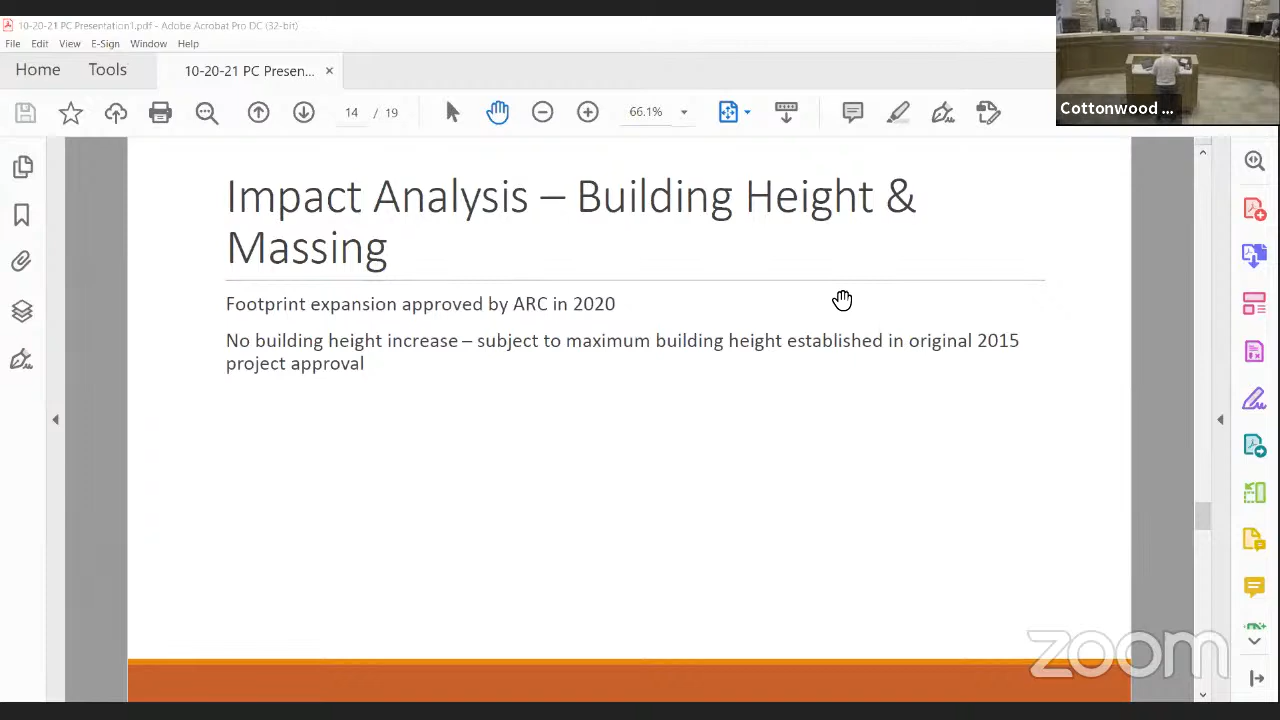 10-20-21 PC Presentation1.pdf - Adobe Acrobat Pro DC (32-bit)
File Edit View E-Sign Window Help
Home Tools 10-20-21 PC Presen... ×
14 / 19 66.1%
Cottonwood ...
Impact Analysis – Building Height &
Massing
Footprint expansion approved by ARC in 2020
No building height increase – subject to maximum building height established in original 2015
project approval
zoom